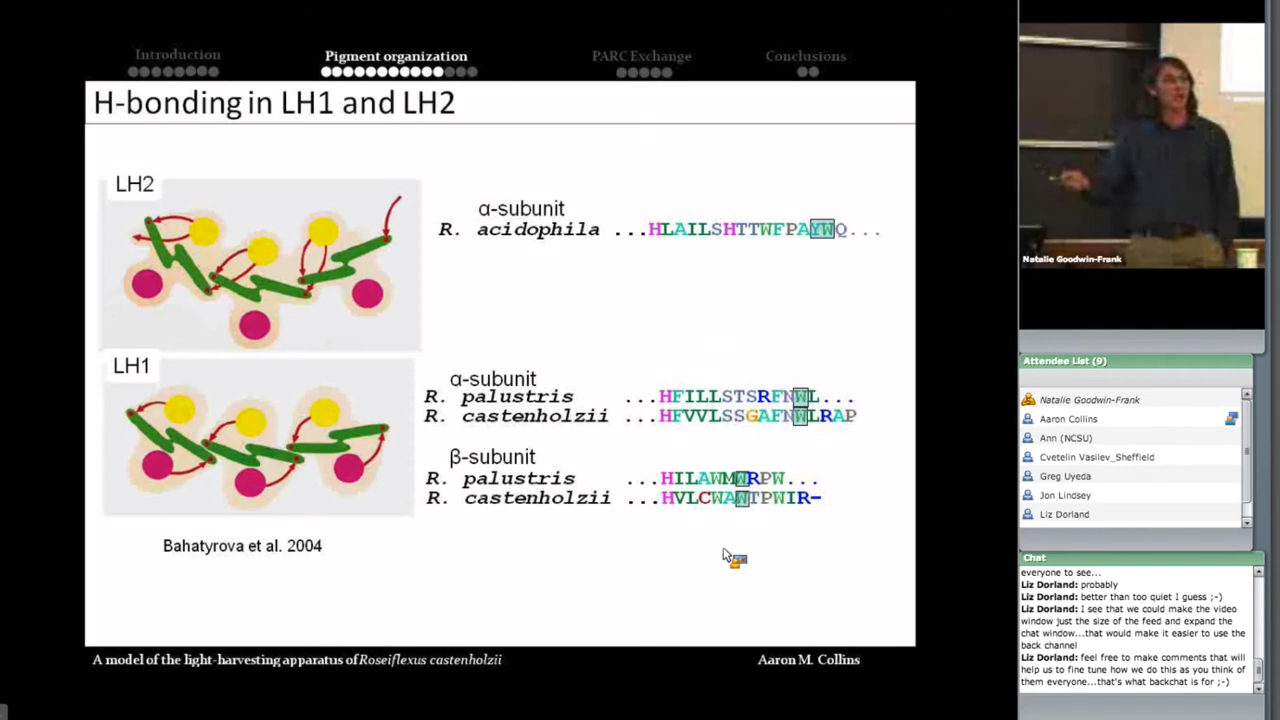 Introduction
Pigment organization
PARC Exchange
Conclusions
H-bonding in LH1 and LH2
LH2
α-subunit
R. acidophila ...HLAILSHTTWFPAYWQ...
LH1
α-subunit
R. palustris ...HFILLSTSRFNWL...
R. castenholzii ...HFVVLSSGAFNWLRAP
β-subunit
R. palustris ...HILAWMWRPW...
R. castenholzii ...HVLCWAWTPWIR-
Bahatyrova et al. 2004
A model of the light-harvesting apparatus of Roseiflexus castenholzii
Aaron M. Collins
Natalie Goodwin-Frank
Attendee List (9)
Natalie Goodwin-Frank
Aaron Collins
Ann (NCSU)
Cvetelin Vasilev_Sheffield
Greg Uyeda
Jon Lindsey
Liz Dorland
Chat
everyone to see...
Liz Dorland: probably
Liz Dorland: better than too quiet I guess ;-)
Liz Dorland: I see that we could make the video
window just the size of the feed and expand the
chat window...that would make it easier to use the
back channel
Liz Dorland: feel free to make comments that will
help us to fine tune how we do this as you think of
them everyone...that's what backchat is for ;-)